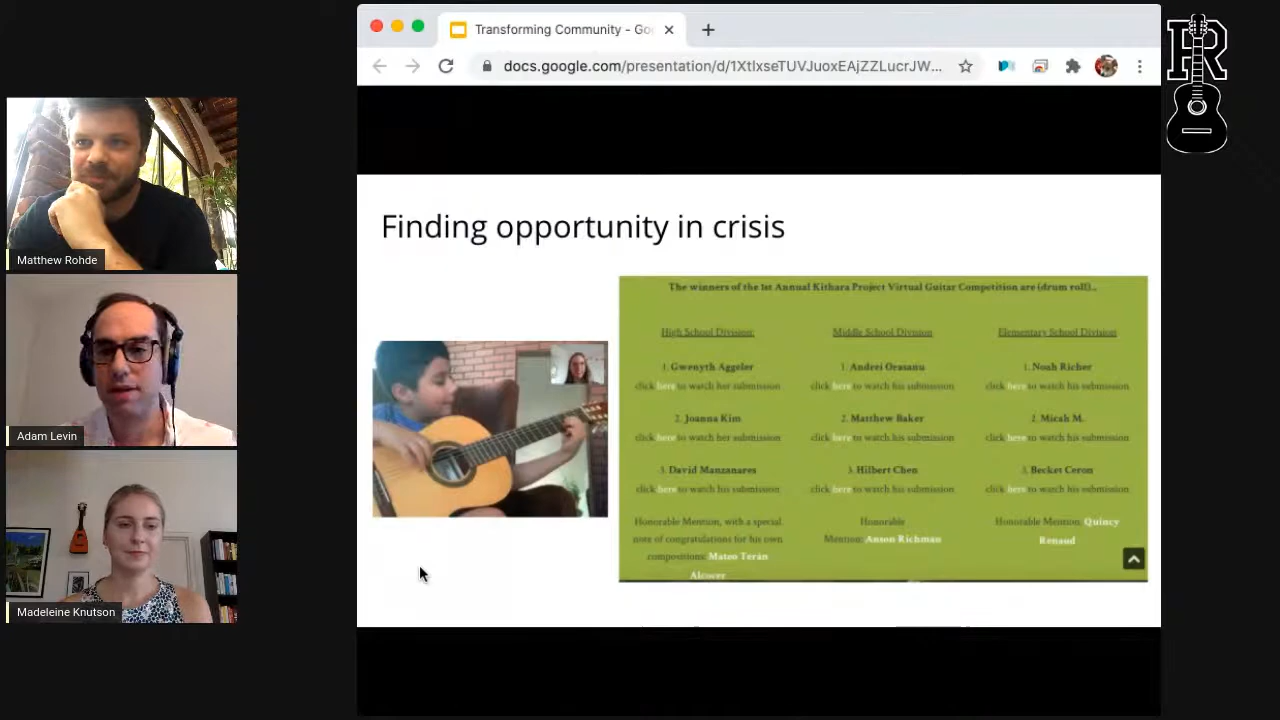 Transforming Community - Goo
docs.google.com/presentation/d/1XtlxseTUVJuoxEAjZZLucrJW...
Matthew Rohde
Adam Levin
Madeleine Knutson
Finding opportunity in crisis
The winners of the 1st Annual Kithara Project Virtual Guitar Competition are (drum roll)...
High School Division:
1. Gwenyth Aggeler
click here to watch her submission
2. Joanna Kim
click here to watch her submission
3. David Manzanares
click here to watch his submission
Honorable Mention, with a special
note of congratulations for his own
compositions: Mateo Terán
Alower
Middle School Division
1. Andrei Orasanu
click here to watch his submission
2. Matthew Baker
click here to watch his submission
3. Hilbert Chen
click here to watch his submission
Honorable
Mention: Anson Richman
Elementary School Division
1. Noah Richer
click here to watch his submission
2. Micah M.
click here to watch his submission
3. Becket Ceron
click here to watch his submission
Honorable Mention: Quincy
Renaud
R